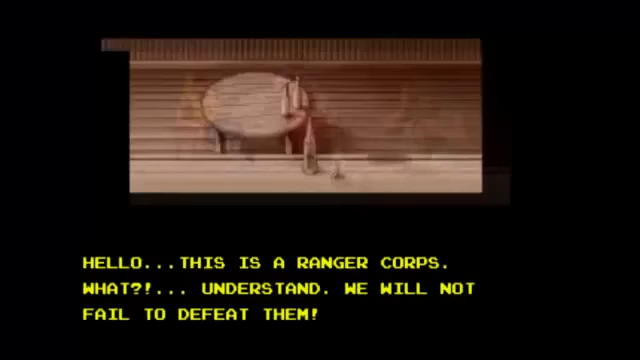 HELLO...THIS IS A RANGER CORPS.
WHAT?!... UNDERSTAND. WE WILL NOT
FAIL TO DEFEAT THEM!